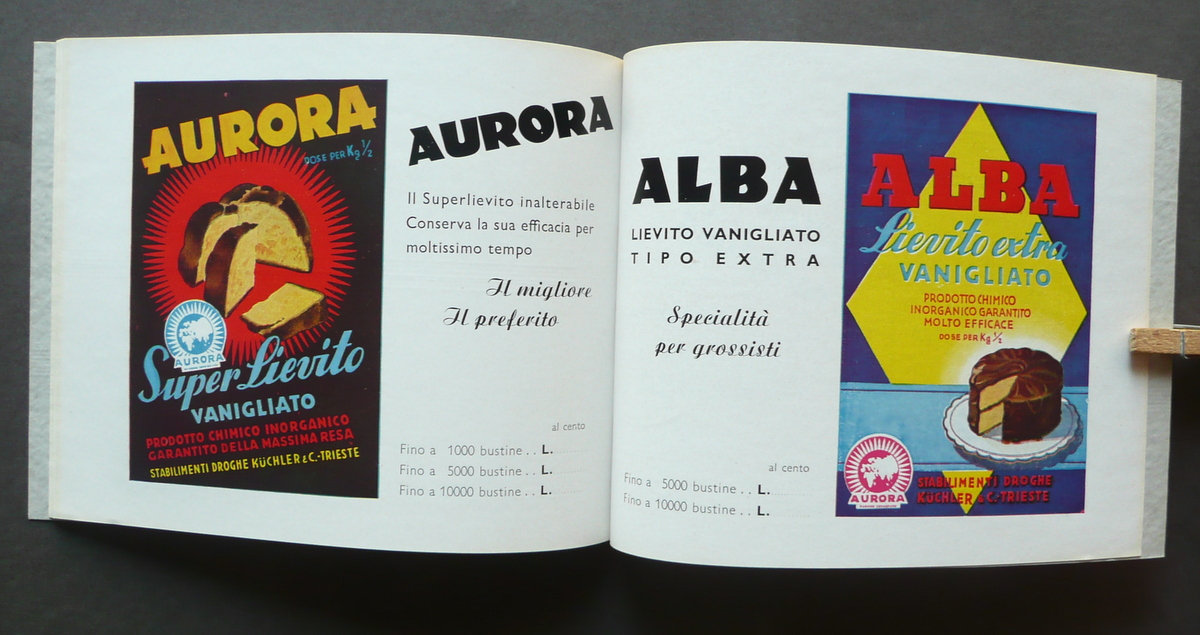 AURORA
DOSE PER Kg ½
AURORA
Super Lievito
VANIGLIATO
PRODOTTO CHIMICO INORGANICO
GARANTITO DELLA MASSIMA RESA
STABILIMENTI DROGHE KÜCHLER & C.-TRIESTE
AURORA
Il Superlievito inalterabile
Conserva la sua efficacia per
moltissimo tempo
Il migliore
Il preferito
al cento
Fino a 1000 bustine . . L.
Fino a 5000 bustine . . L.
Fino a 10000 bustine . . L.
ALBA
LIEVITO VANIGLIATO
TIPO EXTRA
Specialità
per grossisti
al cento
Fino a 5000 bustine . . L.
Fino a 10000 bustine . . L.
ALBA
Lievito extra
VANIGLIATO
PRODOTTO CHIMICO
INORGANICO GARANTITO
MOLTO EFFICACE
DOSE PER Kg ½
AURORA
STABILIMENTI DROGHE
KÜCHLER & C.-TRIESTE